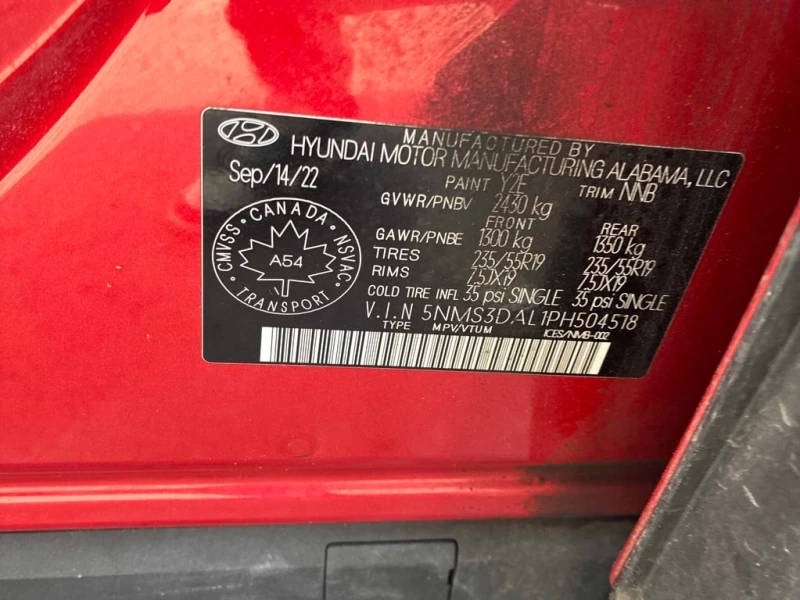 MANUFACTURED BY
HYUNDAI MOTOR MANUFACTURING ALABAMA, LLC
Sep/14/22
PAINT Y2E TRIM NNB
GVWR/PNBV 2430 kg
FRONT REAR
GAWR/PNBE 1300 kg 1350 kg
TIRES 235/55R19 235/55R19
RIMS 7.5JX19 7.5JX19
COLD TIRE INFL 35 psi SINGLE 35 psi SINGLE
V.I.N 5NMS3DAL1PH504518
TYPE MPV/VTUM ICES/NMB-002
CMVSS • CANADA • NSVAC • TRANSPORT •
A54